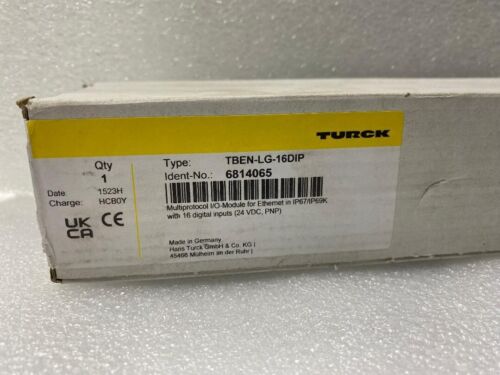 TURCK
Qty
1
Type: TBEN-LG-16DIP
Ident-No.: 6814065
Date: 1523H
Charge: HCB0Y
Multiprotocol I/O-Module for Ethernet in IP67/IP69K
with 16 digital inputs (24 VDC, PNP)
UK
CA CE
Made in Germany
Hans Turck GmbH & Co. KG |
45466 Mülheim an der Ruhr |